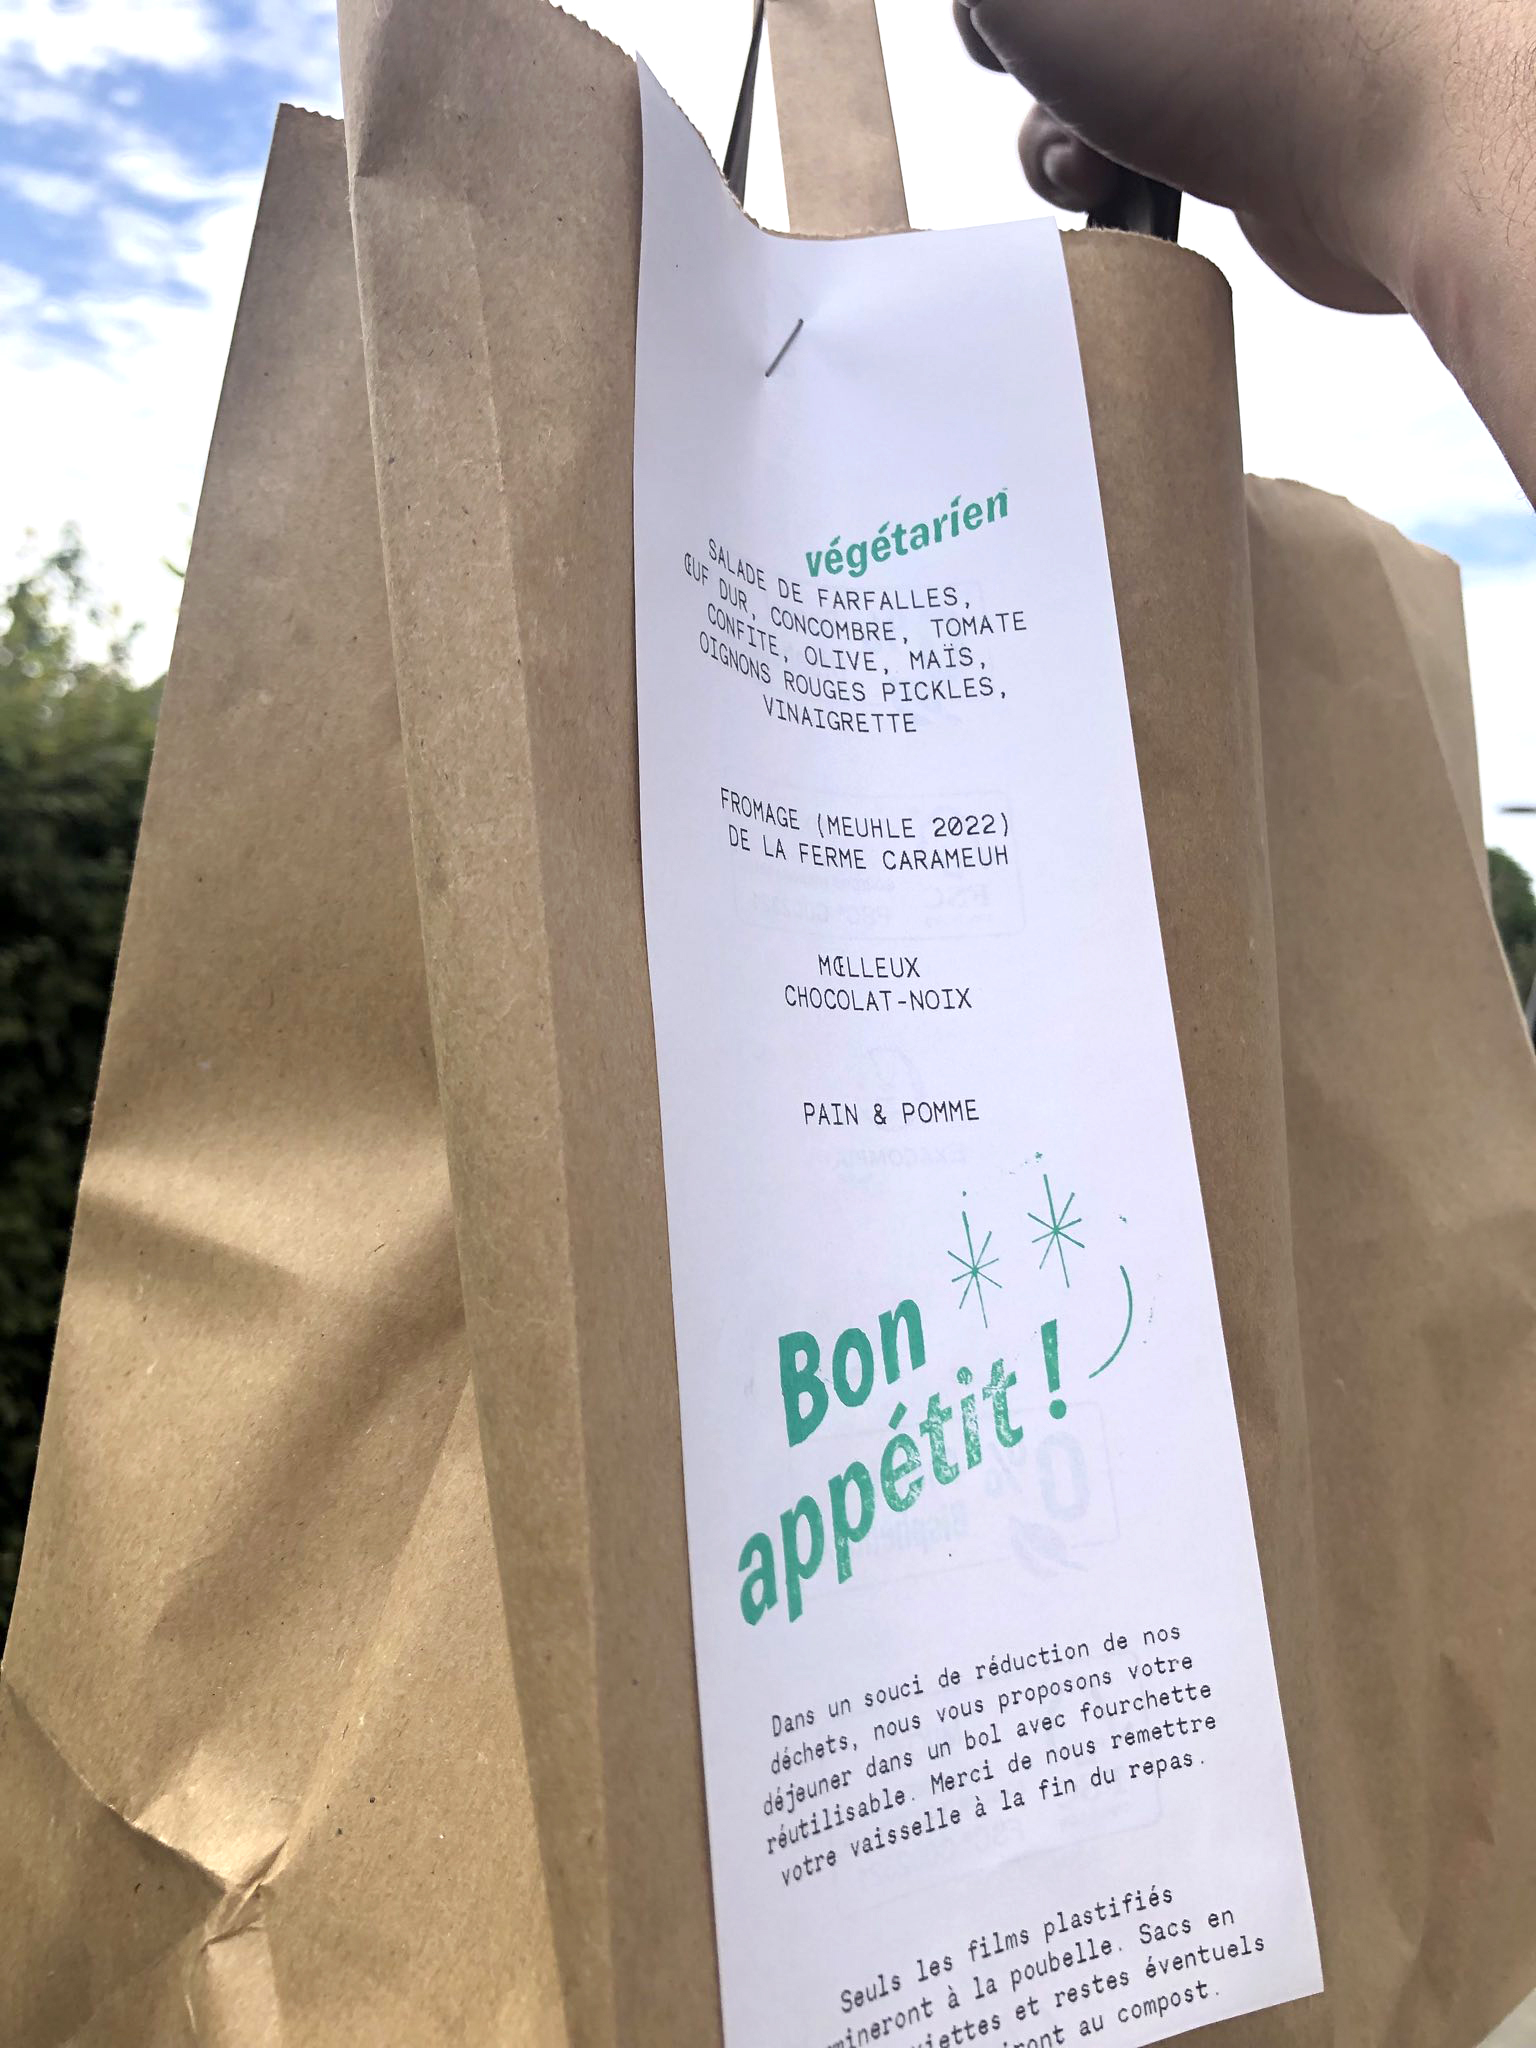 végétarien
SALADE DE FARFALLES,
ŒUF DUR, CONCOMBRE, TOMATE
CONFITE, OLIVE, MAÏS,
OIGNONS ROUGES PICKLES,
VINAIGRETTE
FROMAGE (MEUHLE 2022)
DE LA FERME CARAMEUH
MŒLLEUX
CHOCOLAT-NOIX
PAIN & POMME
Bon
appétit !
Dans un souci de réduction de nos
déchets, nous vous proposons votre
déjeuner dans un bol avec fourchette
réutilisable. Merci de nous remettre
votre vaisselle à la fin du repas.
Seuls les films plastifiés
à la poubelle. Sacs en
et restes éventuels
au compost.